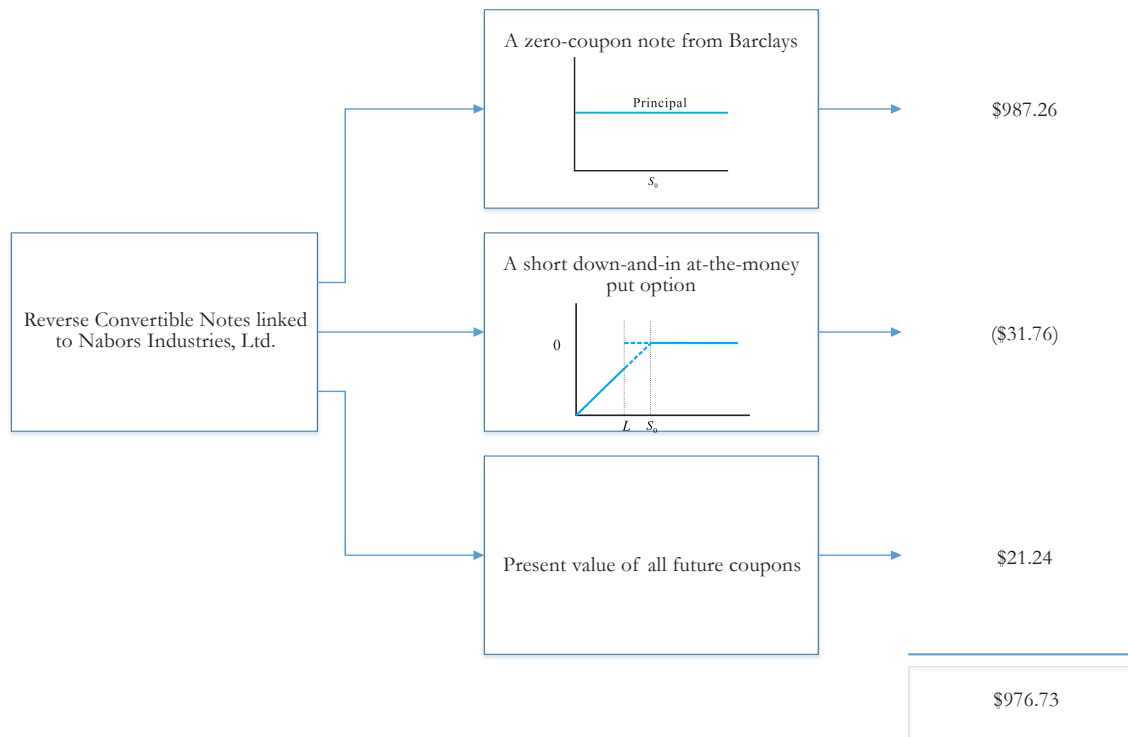 A zero-coupon note from Barclays
Principal
S₀
$987.26
Reverse Convertible Notes linked
to Nabors Industries, Ltd.
A short down-and-in at-the-money
put option
0
L S₀
($31.76)
Present value of all future coupons
$21.24
$976.73